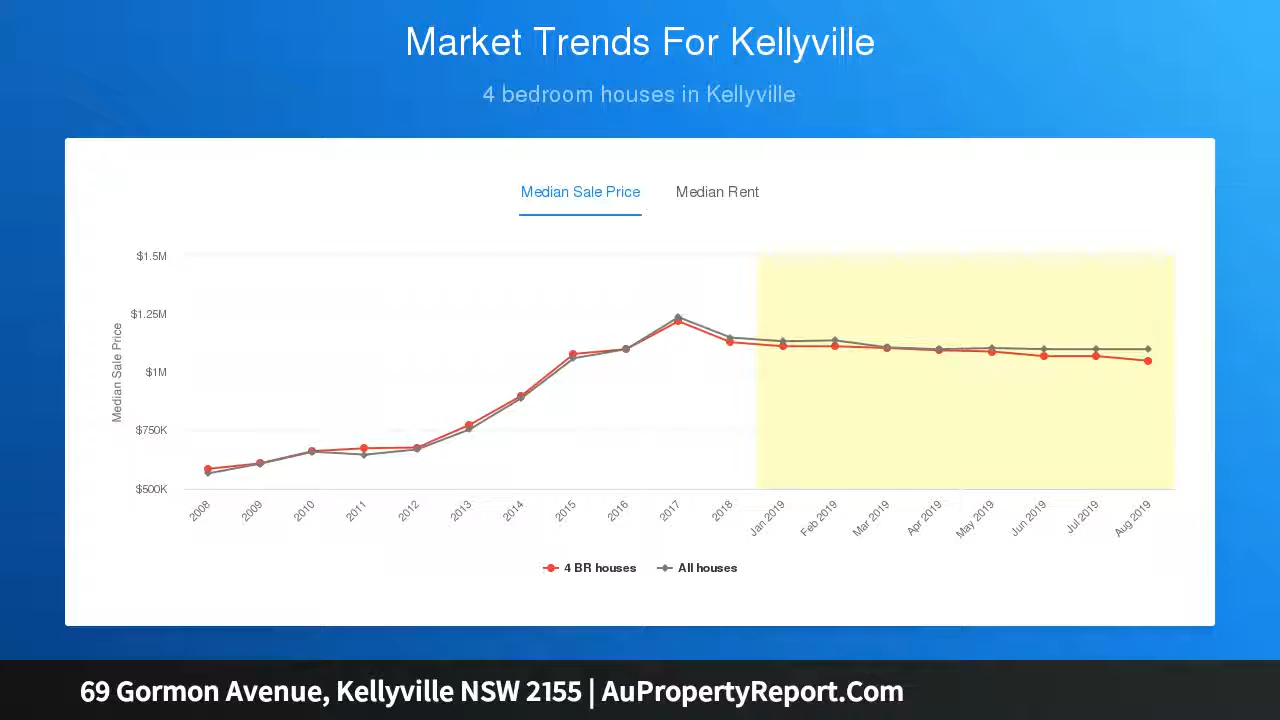 Market Trends For Kellyville
4 bedroom houses in Kellyville
Median Sale Price
Median Rent
Median Sale Price
$1.5M
$1.25M
$1M
$750K
$500K
2008
2009
2010
2011
2012
2013
2014
2015
2016
2017
2018
Jan 2019
Feb 2019
Mar 2019
Apr 2019
May 2019
Jun 2019
Jul 2019
Aug 2019
4 BR houses
All houses
69 Gormon Avenue, Kellyville NSW 2155 | AuPropertyReport.Com